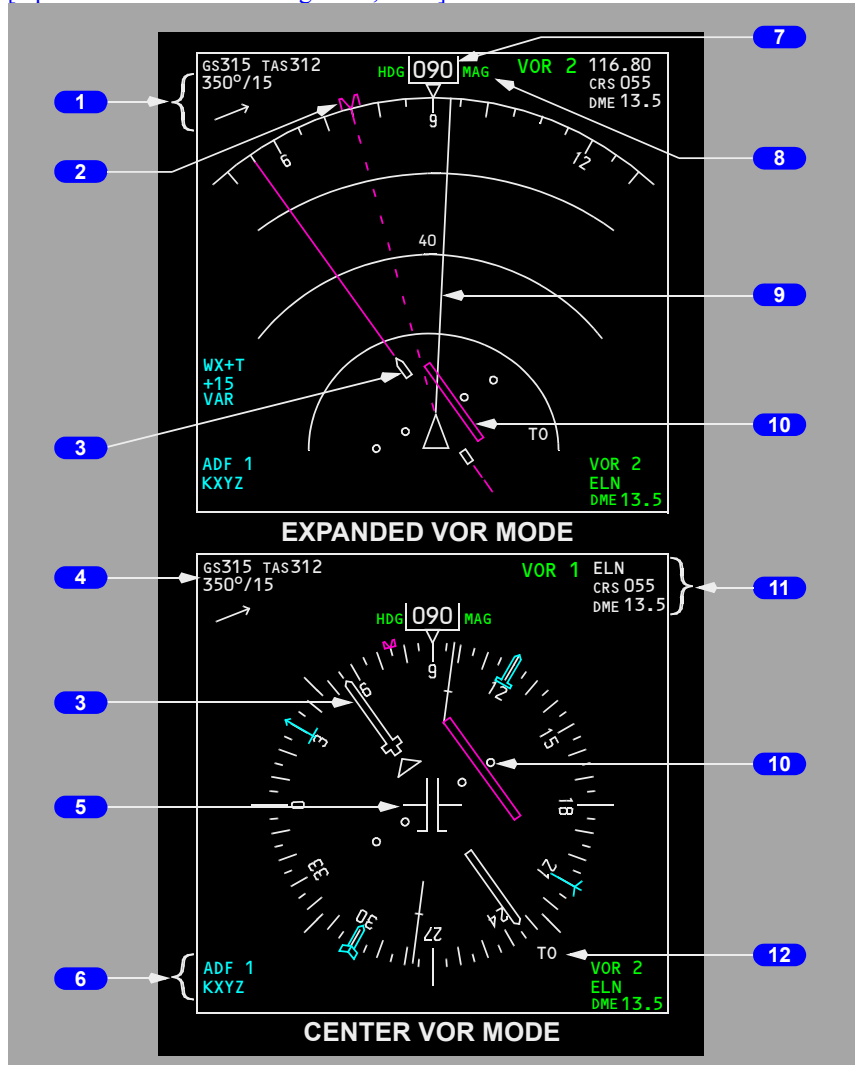 GS315 TAS312
350°/15
HDG 090 MAG
VOR 2 116.80
CRS 055
DME 13.5
1
2
3
7
8
9
10
6
9
12
40
WX+T
+15
VAR
TO
ADF 1
KXYZ
VOR 2
ELN
DME 13.5
EXPANDED VOR MODE
4
GS315 TAS312
350°/15
HDG 090 MAG
VOR 1 ELN
CRS 055
DME 13.5
11
3
10
5
6
12
9
12
15
18
21
24
27
30
33
0
3
6
TO
ADF 1
KXYZ
VOR 2
ELN
DME 13.5
CENTER VOR MODE